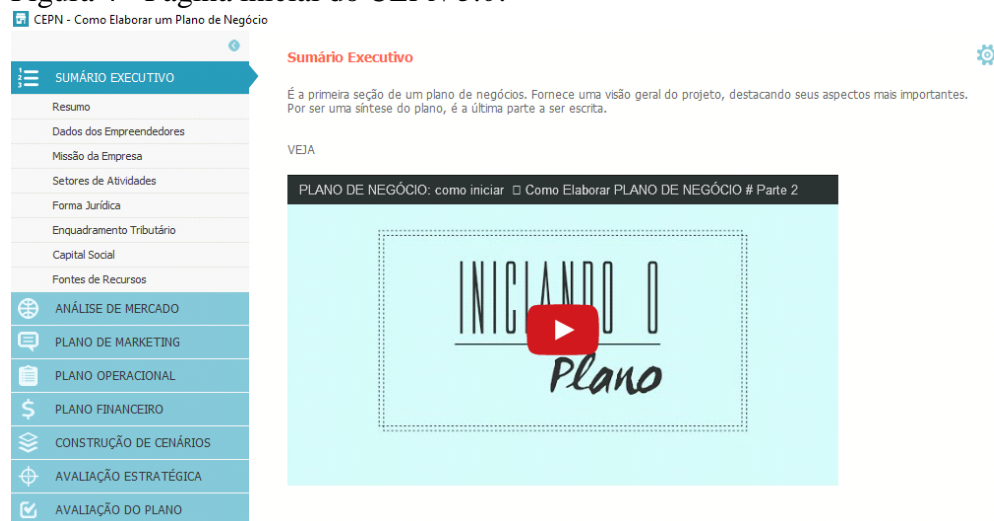 CEPN - Como Elaborar um Plano de Negócio
Sumário Executivo
SUMÁRIO EXECUTIVO
É a primeira seção de um plano de negócios. Fornece uma visão geral do projeto, destacando seus aspectos mais importantes.
Por ser uma síntese do plano, é a última parte a ser escrita.
Resumo
Dados dos Empreendedores
Missão da Empresa
VEJA
Setores de Atividades
PLANO DE NEGÓCIO: como iniciar □ Como Elaborar PLANO DE NEGÓCIO # Parte 2
Forma Jurídica
Enquadramento Tributário
Capital Social
Fontes de Recursos
INICIANDO O
Plano
ANÁLISE DE MERCADO
PLANO DE MARKETING
PLANO OPERACIONAL
PLANO FINANCEIRO
CONSTRUÇÃO DE CENÁRIOS
AVALIAÇÃO ESTRATÉGICA
AVALIAÇÃO DO PLANO